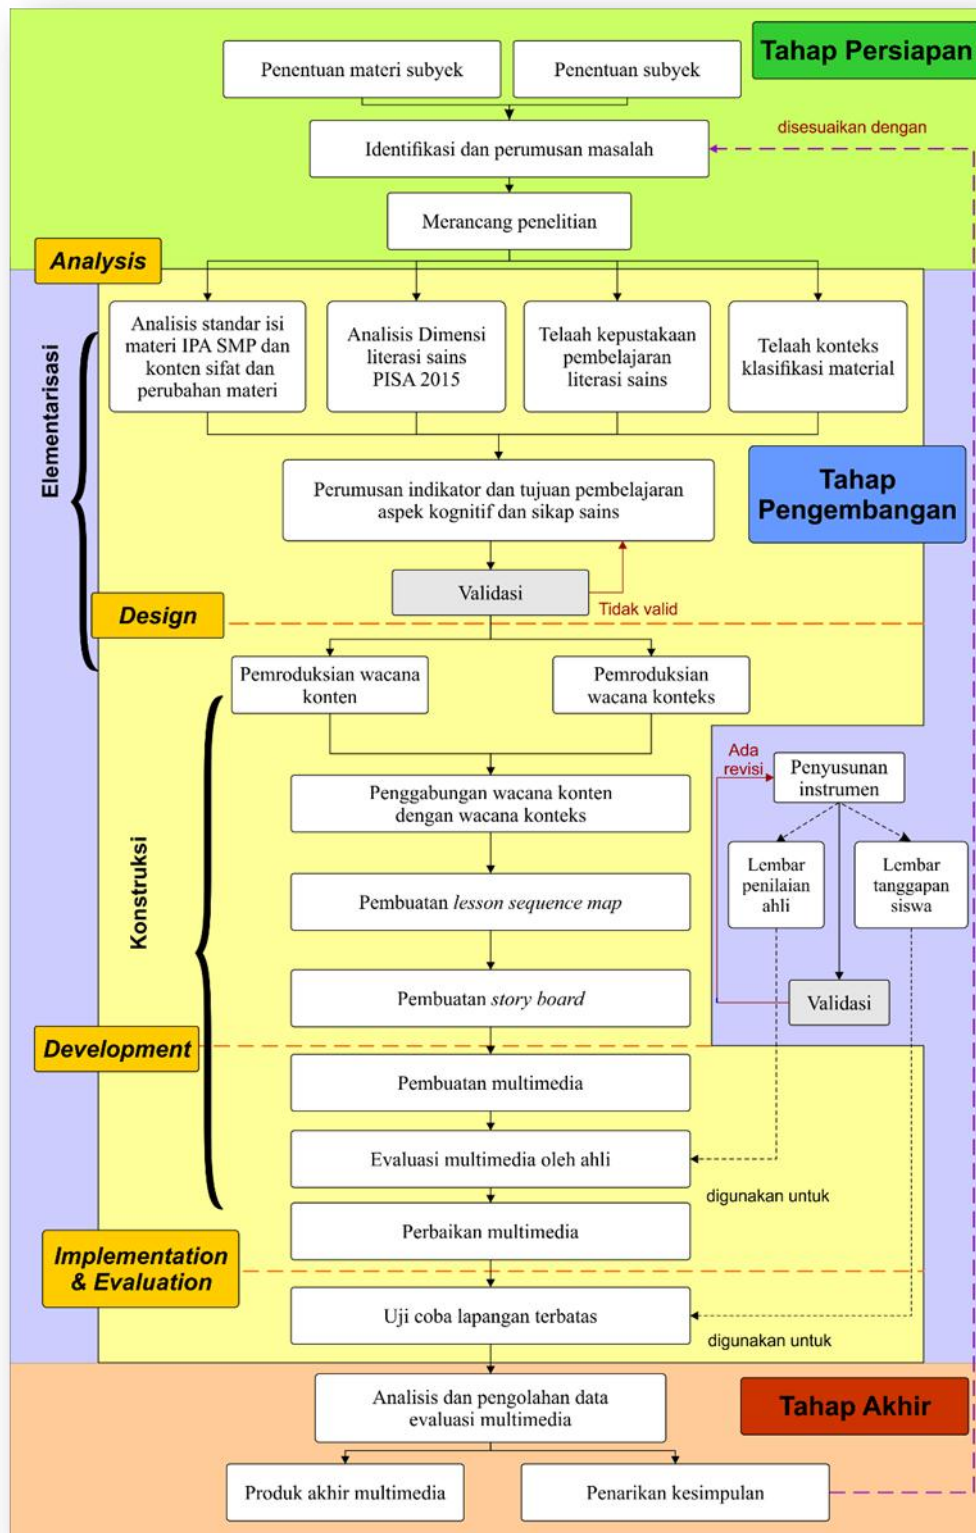 Tahap Persiapan
Penentuan materi subyek
Penentuan subyek
disesuaikan dengan
Identifikasi dan perumusan masalah
Merancang penelitian
Analysis
Analisis standar isi
materi IPA SMP dan
konten sifat dan
perubahan materi
Analisis Dimensi
literasi sains
PISA 2015
Telaah kepustakaan
pembelajaran
literasi sains
Telaah konteks
klasifikasi material
Elementarisasi
Tahap
Pengembangan
Perumusan indikator dan tujuan pembelajaran
aspek kognitif dan sikap sains
Validasi
Tidak valid
Design
Pemroduksian wacana
konten
Pemroduksian
wacana konteks
Ada
revisi
Penyusunan
instrumen
Penggabungan wacana konten
dengan wacana konteks
Lembar
penilaian
ahli
Lembar
tanggapan
siswa
Konstruksi
Pembuatan lesson sequence map
Pembuatan story board
Validasi
Development
Pembuatan multimedia
Evaluasi multimedia oleh ahli
digunakan untuk
Perbaikan multimedia
Implementation
& Evaluation
Uji coba lapangan terbatas
digunakan untuk
Analisis dan pengolahan data
evaluasi multimedia
Tahap Akhir
Produk akhir multimedia
Penarikan kesimpulan